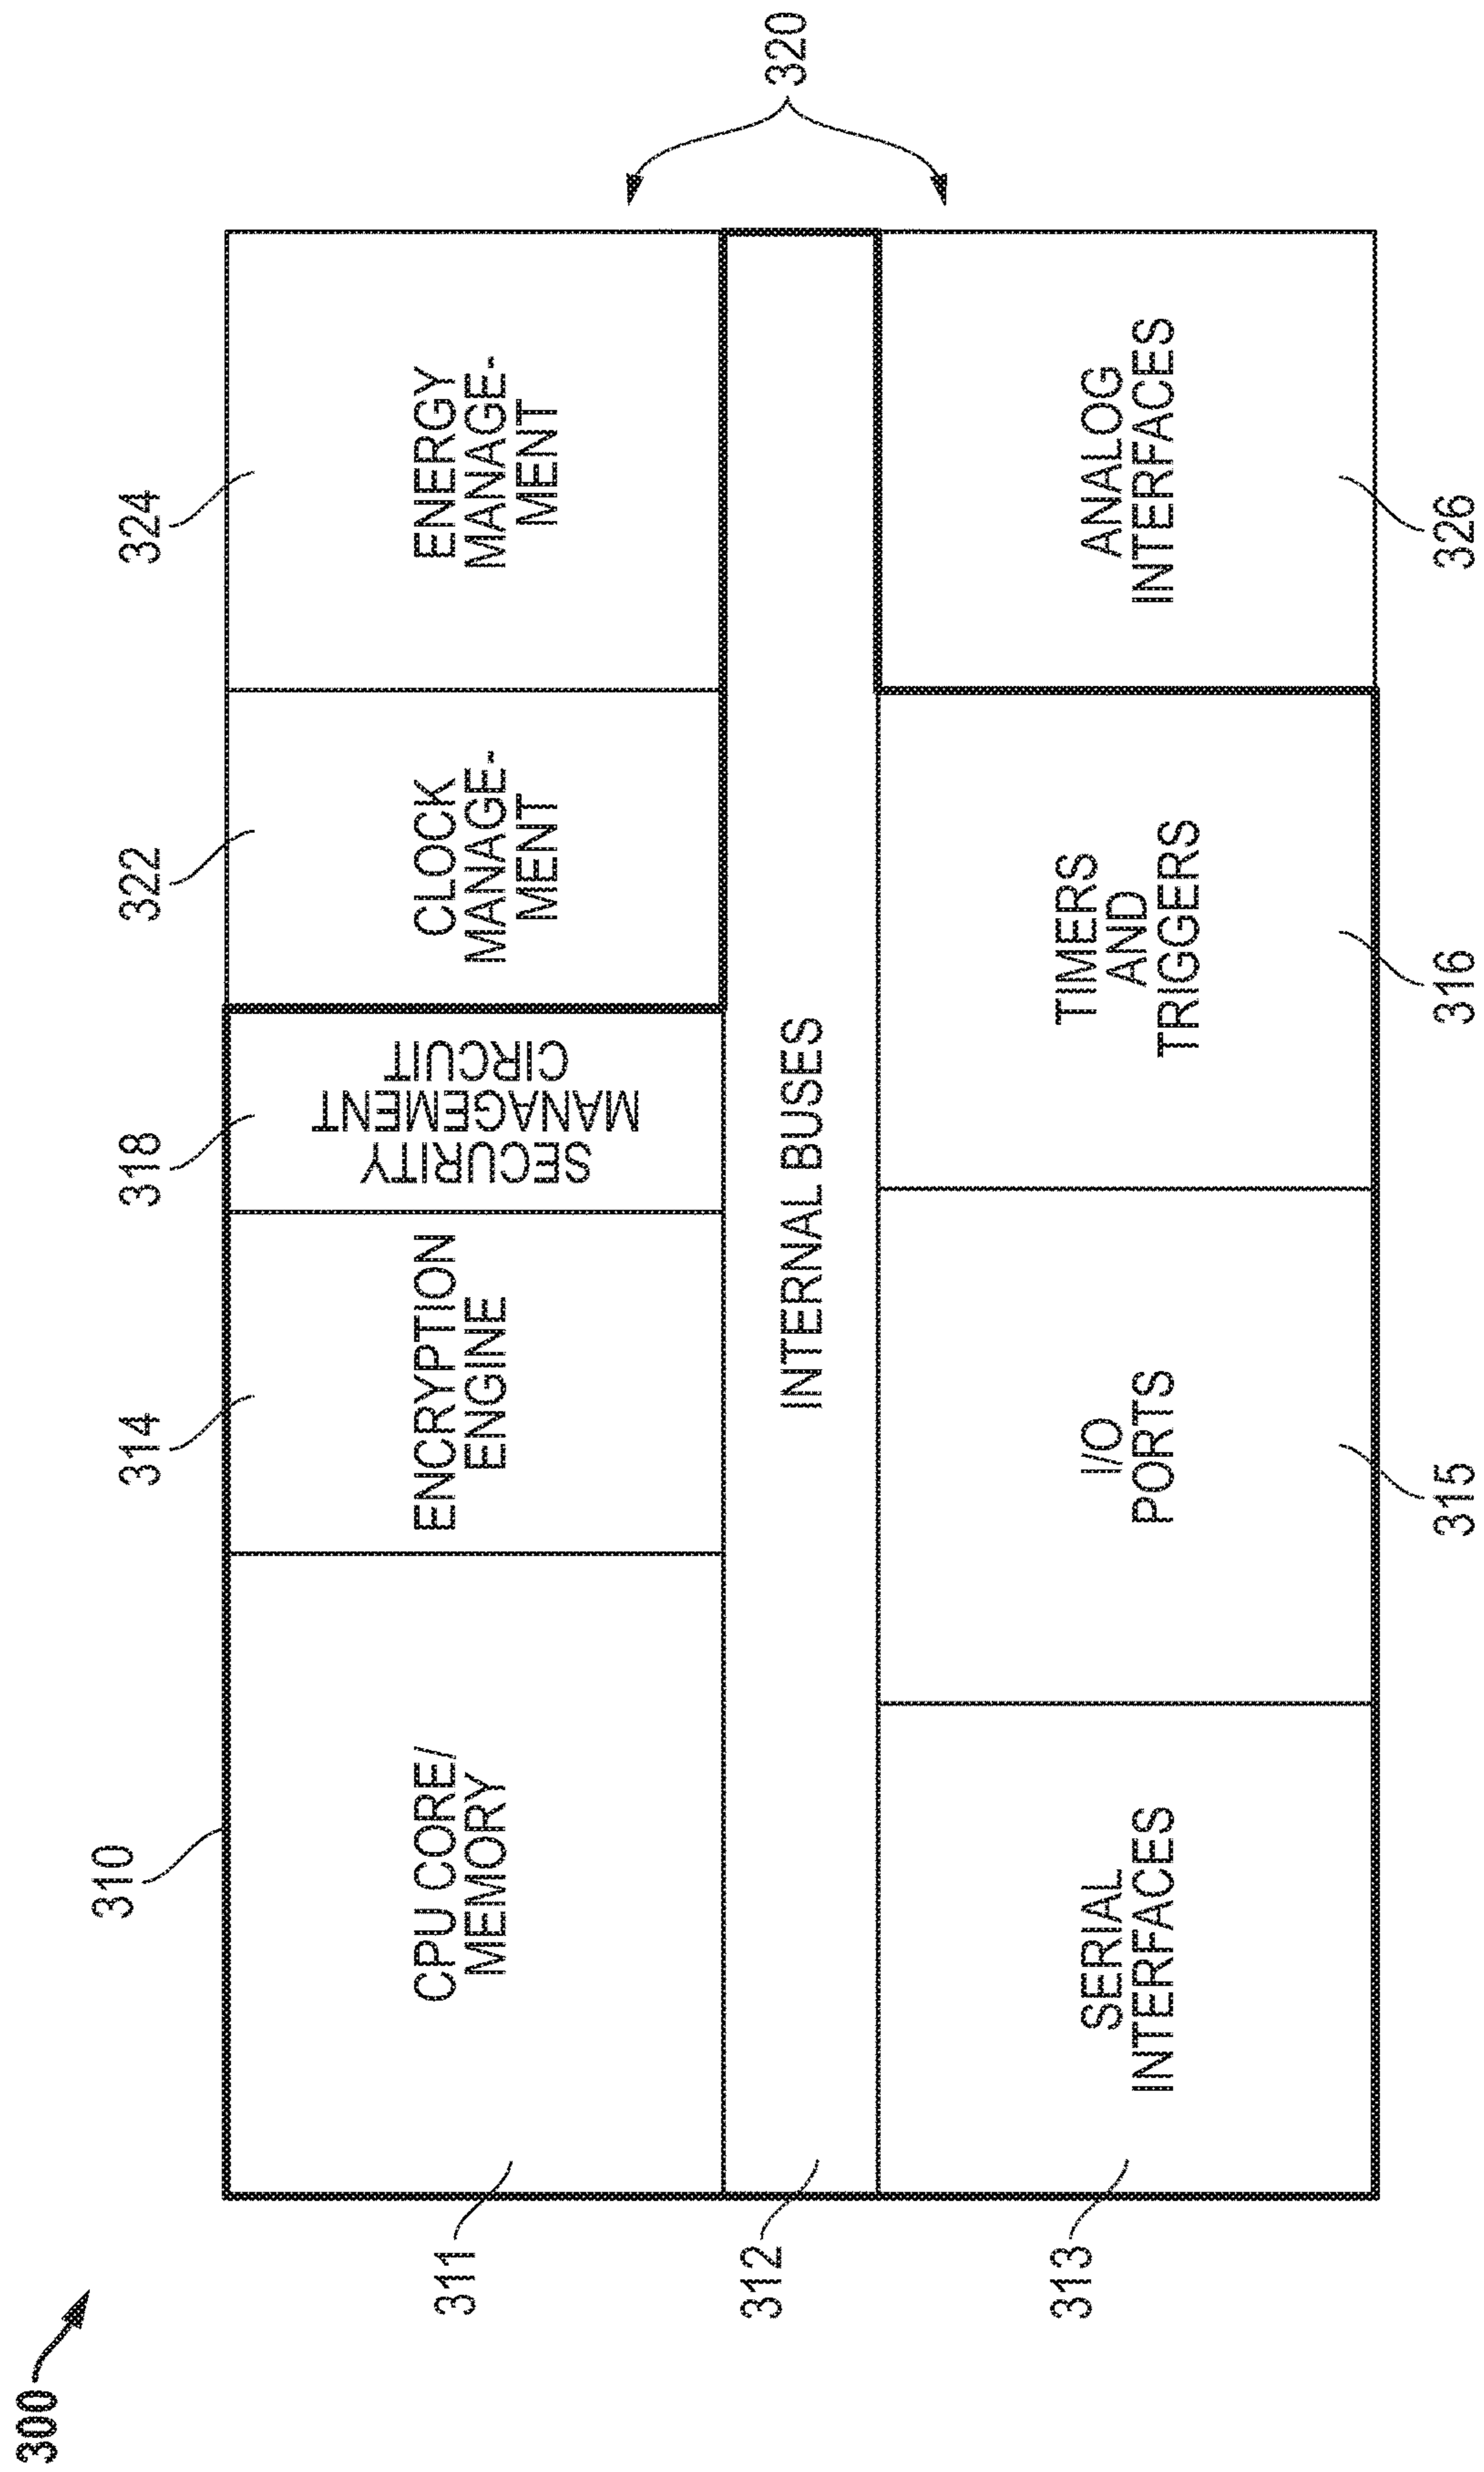 300
310
314
318
322
324
320
CPU CORE/
MEMORY
ENCRYPTION
ENGINE
SECURITY
MANAGEMENT
CIRCUIT
CLOCK
MANAGE-
MENT
ENERGY
MANAGE-
MENT
311
312
INTERNAL BUSES
313
SERIAL
INTERFACES
I/O
PORTS
TIMERS
AND
TRIGGERS
ANALOG
INTERFACES
315
316
326